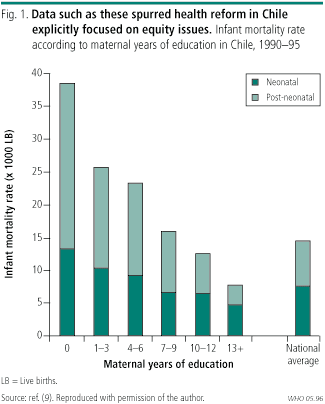 Fig. 1. Data such as these spurred health reform in Chile
explicitly focused on equity issues. Infant mortality rate
according to maternal years of education in Chile, 1990–95
Neonatal
Post-neonatal
Infant mortality rate (x 1000 LB)
40
35
30
25
20
15
10
5
0
0 1–3 4–6 7–9 10–12 13+ National
average
Maternal years of education
LB = Live births.
Source: ref. (9). Reproduced with permission of the author. WHO 05.96